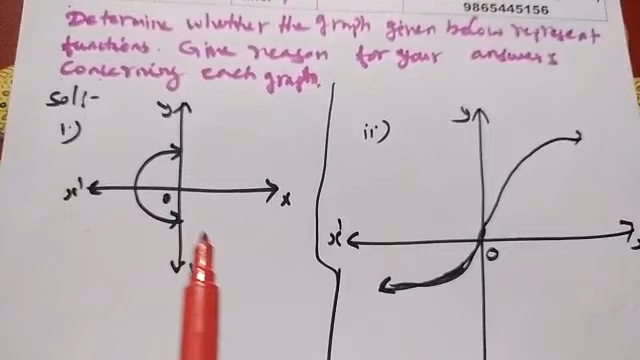 9865445156
Determine whether the graph given below represent
functions. Give reason for your answers
concerning each graph.
Soln:-
i.) y
x' 0 x
ii.) y
x' 0